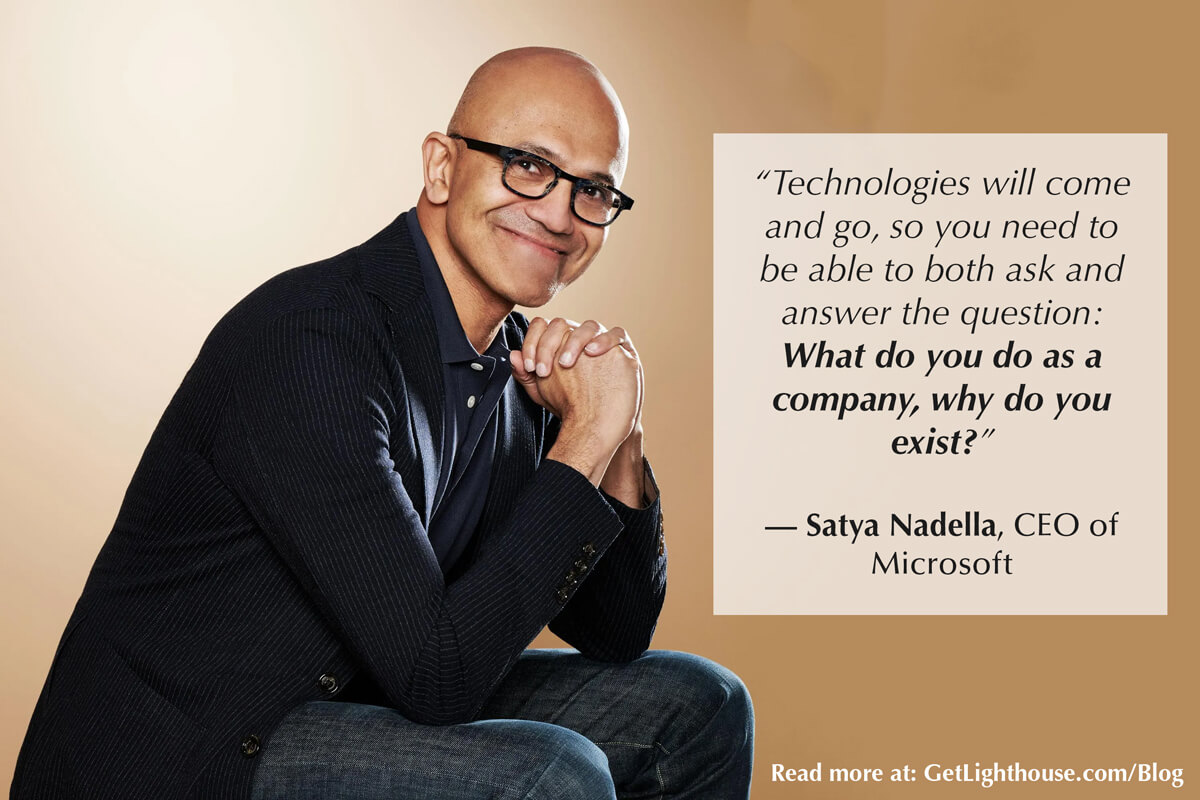 “Technologies will come
and go, so you need to
be able to both ask and
answer the question:
What do you do as a
company, why do you
exist?”
— Satya Nadella, CEO of
Microsoft
Read more at: GetLighthouse.com/Blog